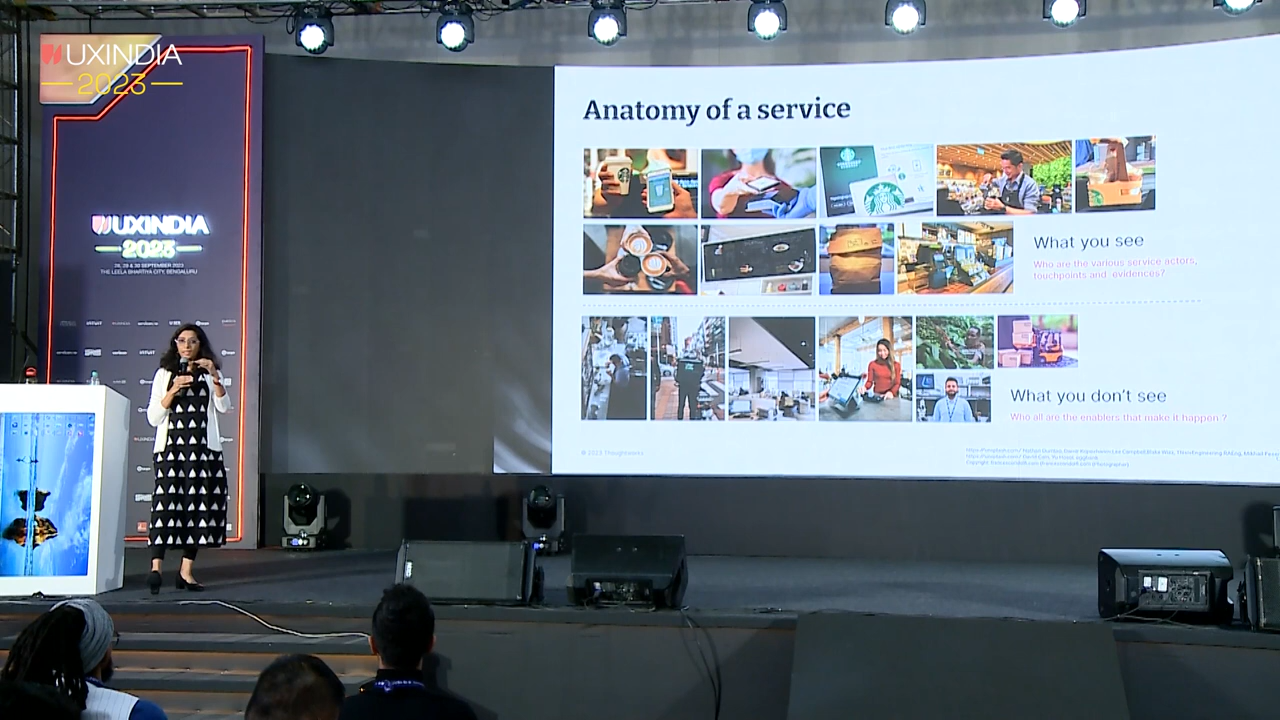 UXINDIA
2023
UXINDIA
2023
28, 29 & 30 SEPTEMBER 2023
THE LEELA BHARTIYA CITY, BENGALURU
Anatomy of a service
What you see
Who are the various service actors,
touchpoints and evidences?
What you don't see
Who all are the enablers that make it happen ?
© 2023 Thoughtworks